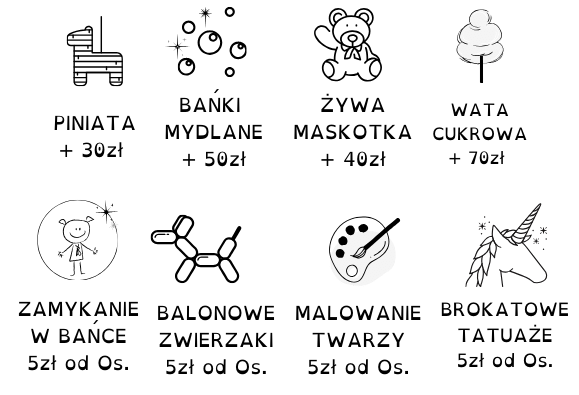 PINIATA
+ 30zł
BAŃKI
MYDLANE
+ 50zł
ŻYWA
MASKOTKA
+ 40zł
WATA
CUKROWA
+ 70zł
ZAMYKANIE
W BAŃCE
5zł od Os.
BALONOWE
ZWIERZAKI
5zł od Os.
MALOWANIE
TWARZY
5zł od Os.
BROKATOWE
TATUAŻE
5zł od Os.